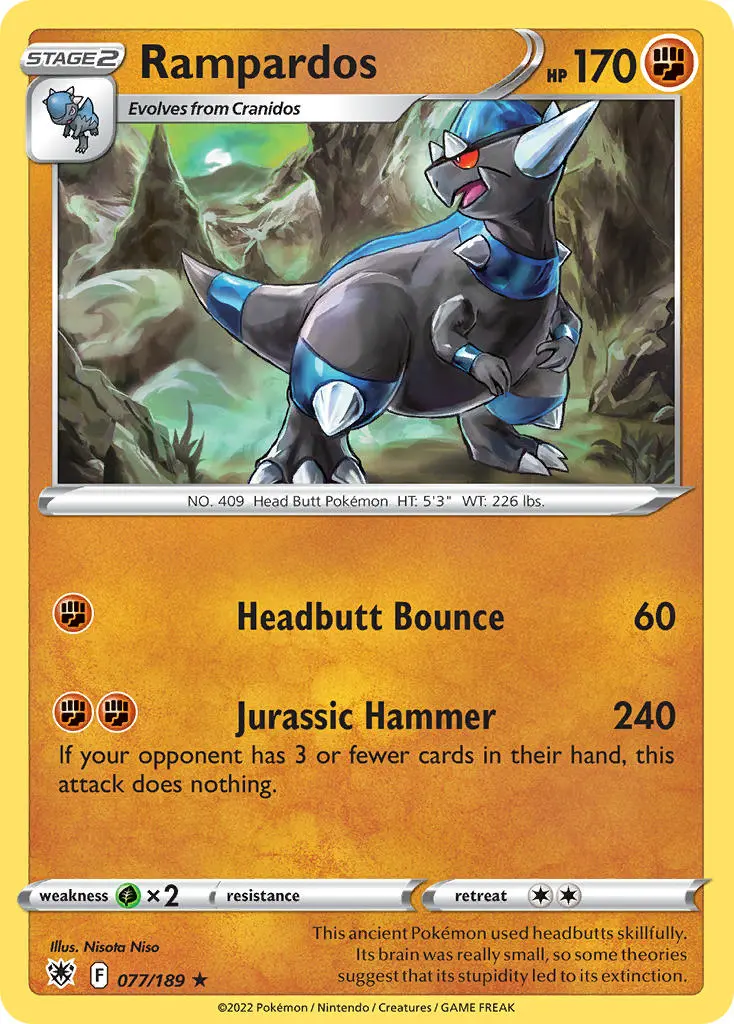 STAGE 2
Rampardos
HP 170
Evolves from Cranidos
NO. 409 Head Butt Pokémon HT: 5'3" WT: 226 lbs.
Headbutt Bounce 60
Jurassic Hammer 240
If your opponent has 3 or fewer cards in their hand, this
attack does nothing.
weakness ×2 resistance retreat
This ancient Pokémon used headbutts skillfully.
Its brain was really small, so some theories
suggest that its stupidity led to its extinction.
Illus. Nisota Niso
F 077/189 ★
©2022 Pokémon / Nintendo / Creatures / GAME FREAK